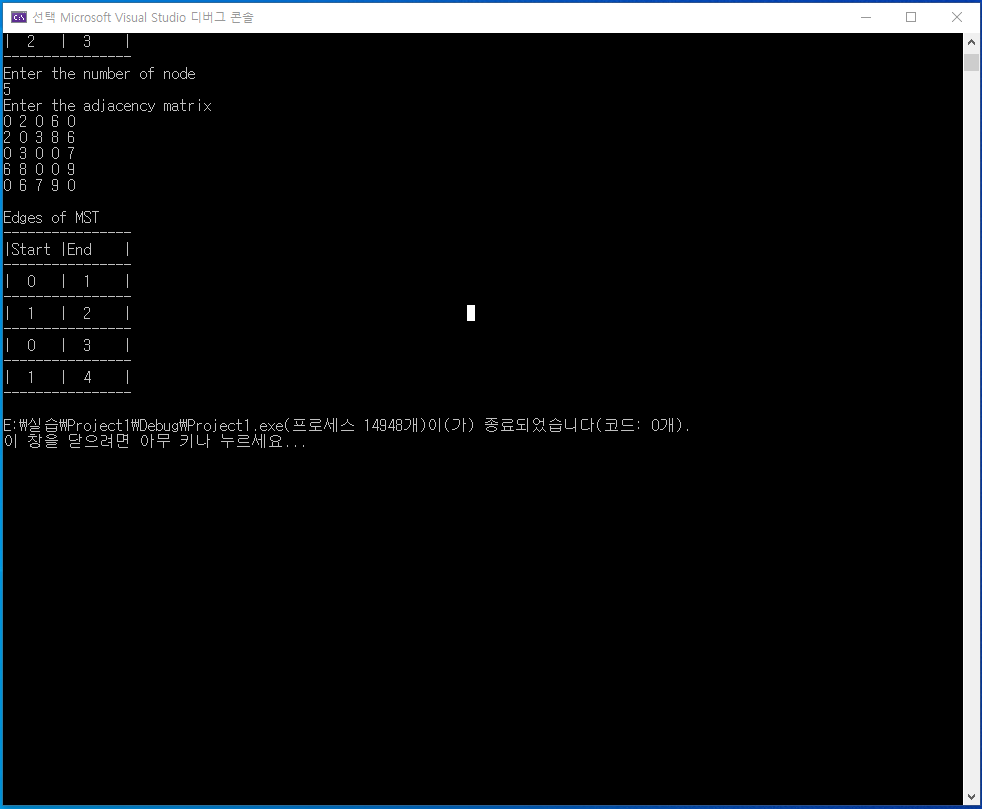 선택 Microsoft Visual Studio 디버그 콘솔
|  2   |  3    |
----------------
Enter the number of node
5
Enter the adjacency matrix
0 2 0 6 0
2 0 3 8 6
0 3 0 0 7
6 8 0 0 9
0 6 7 9 0
Edges of MST
----------------
|Start |End    |
----------------
|  0   |  1    |
----------------
|  1   |  2    |
----------------
|  0   |  3    |
----------------
|  1   |  4    |
----------------
E:₩실습₩Project1₩Debug₩Project1.exe(프로세스 14948개)이(가) 종료되었습니다(코드: 0개).
이 창을 닫으려면 아무 키나 누르세요...